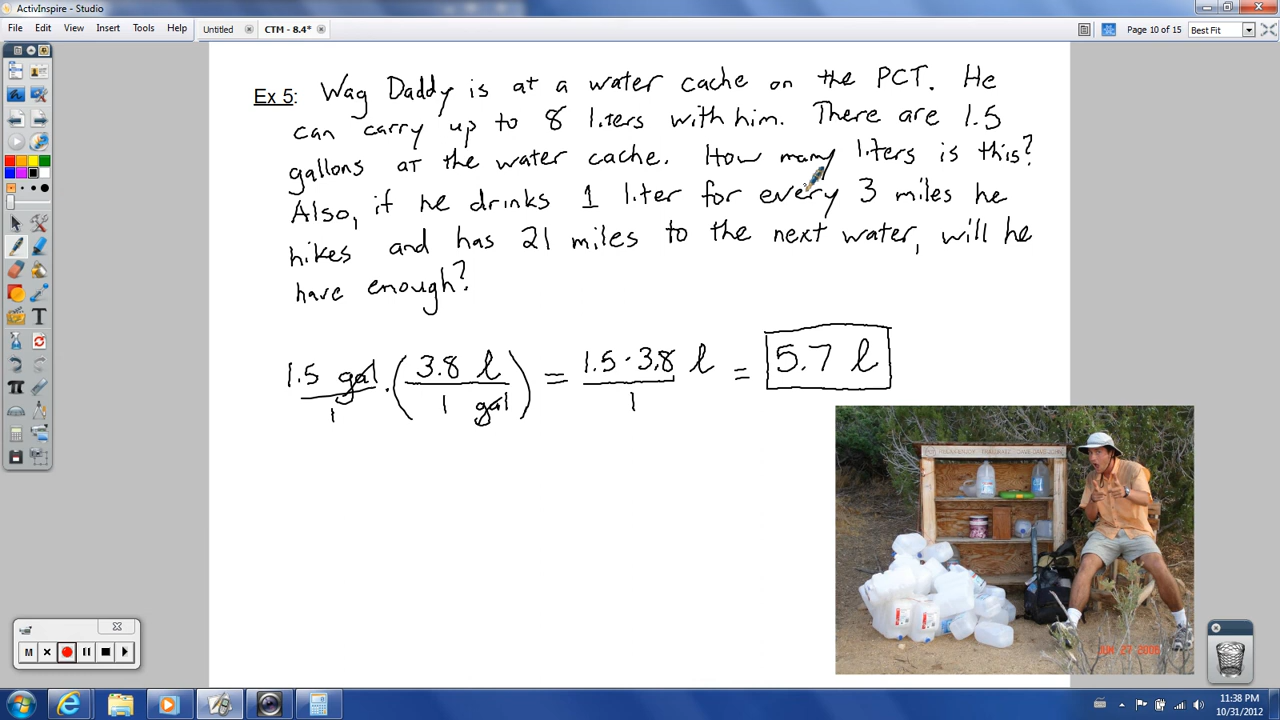 ActivInspire - Studio
File Edit View Insert Tools Help
Untitled
CTM - 8.4*
Page 10 of 15
Best Fit
Ex 5: Wag Daddy is at a water cache on the PCT. He
can carry up to 8 liters with him. There are 1.5
gallons at the water cache. How many liters is this?
Also, if he drinks 1 liter for every 3 miles he
hikes and has 21 miles to the next water, will he
have enough?
1.5 gal / 1 · ( 3.8 l / 1 gal ) = 1.5 · 3.8 l / 1 = 5.7 l
JUN 27 2006
M
11:38 PM
10/31/2012